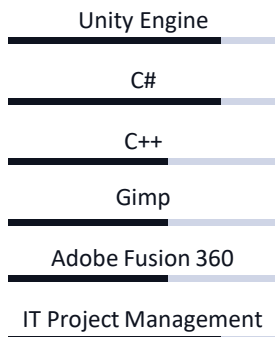 Unity Engine
C#
C++
Gimp
Adobe Fusion 360
IT Project Management